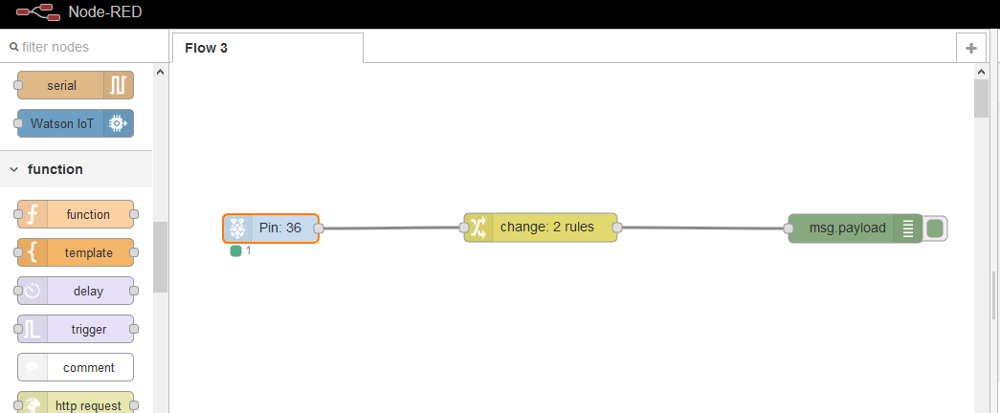 Node-RED
filter nodes
Flow 3
+
serial
Watson IoT
function
function
template
delay
trigger
comment
http request
Pin: 36
1
change: 2 rules
msg.payload